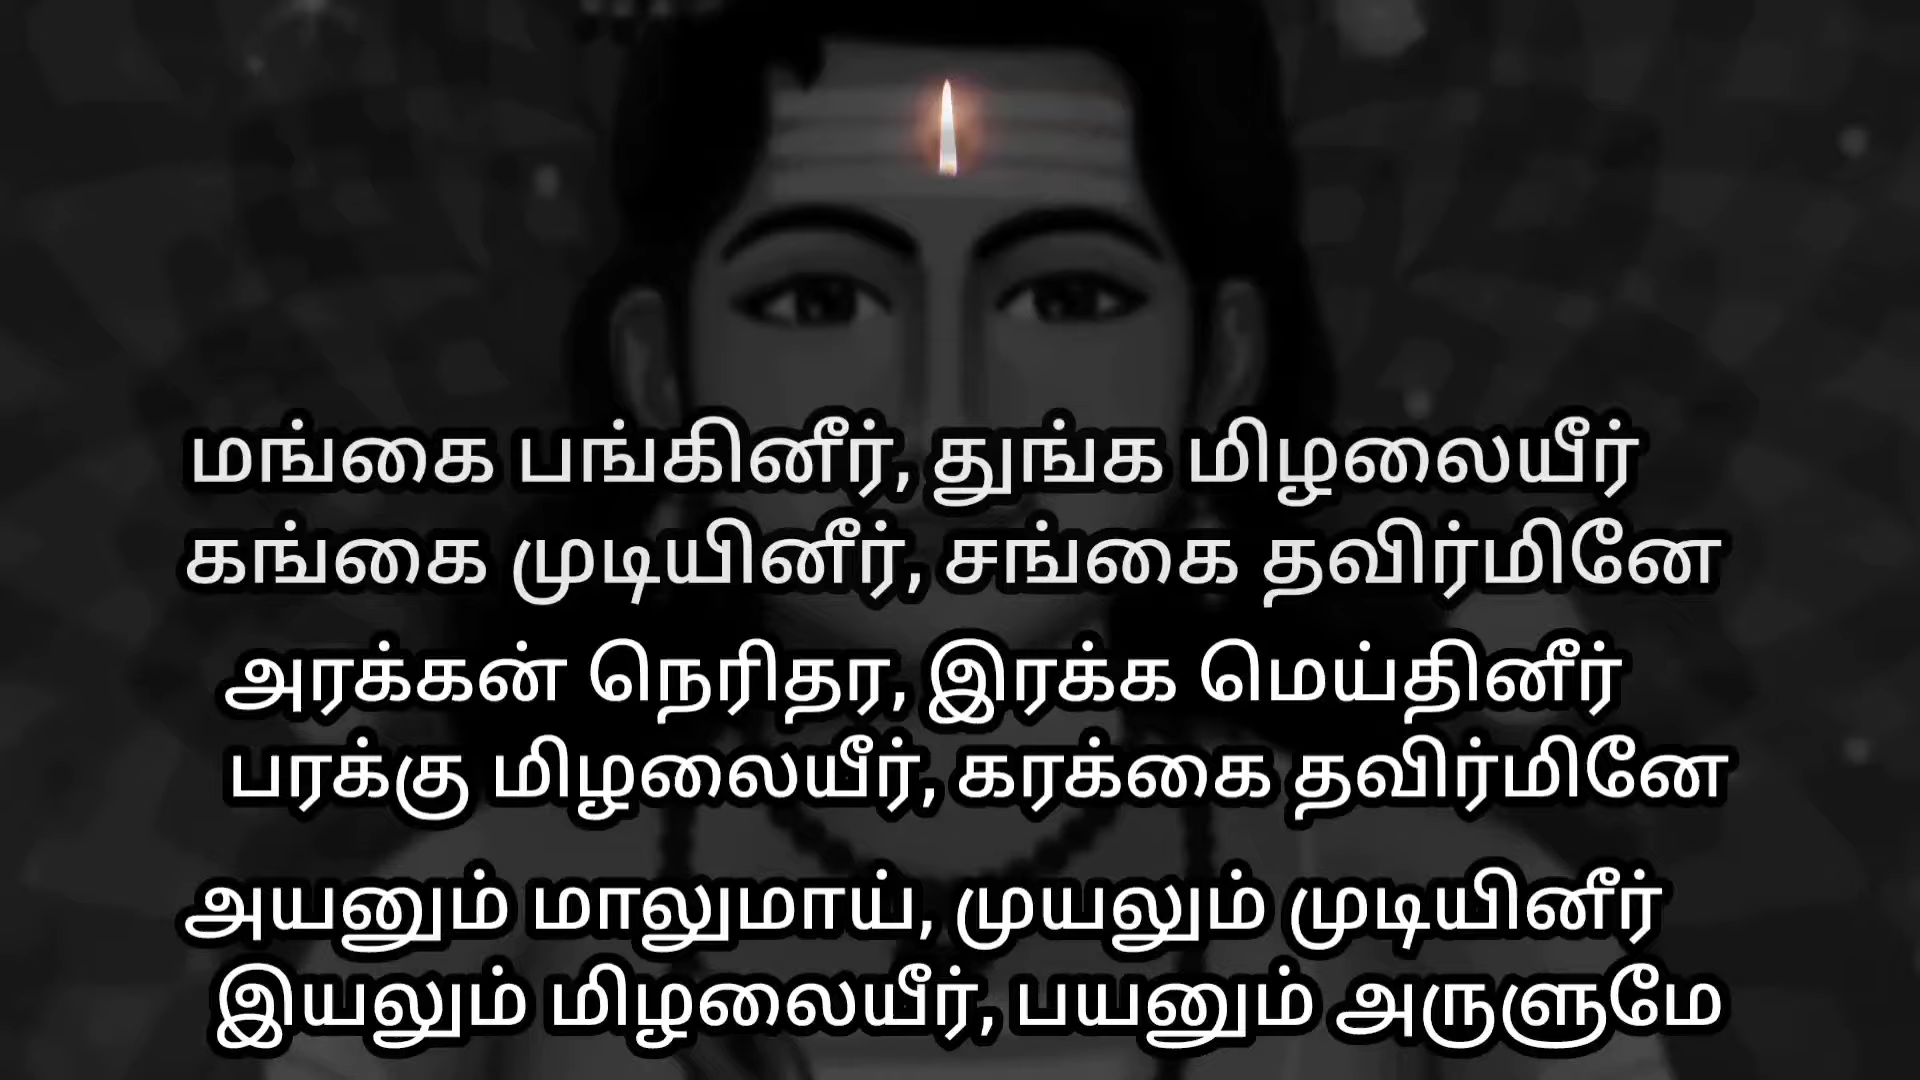 மங்கை பங்கினீர், துங்க மிழலையீர்
கங்கை முடியினீர், சங்கை தவிர்மினே
அரக்கன் நெரிதர, இரக்க மெய்தினீர்
பரக்கு மிழலையீர், கரக்கை தவிர்மினே
அயனும் மாலுமாய், முயலும் முடியினீர்
இயலும் மிழலையீர், பயனும் அருளுமே